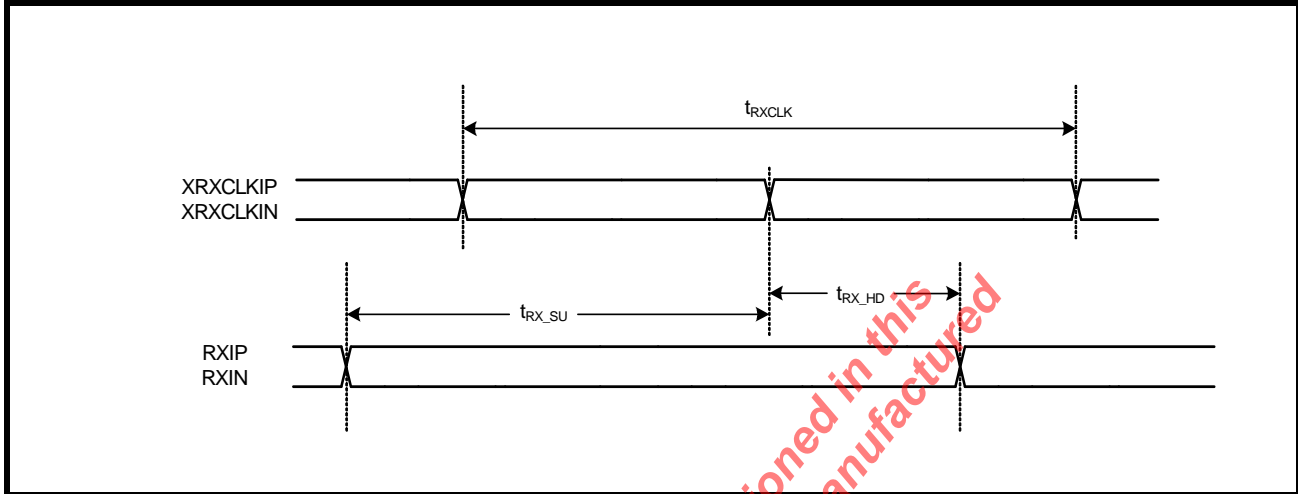 tRXCLK
XRXCLKIP
XRXCLKIN
tRX_HD
tRX_SU
RXIP
RXIN
ioned in this
anufactured